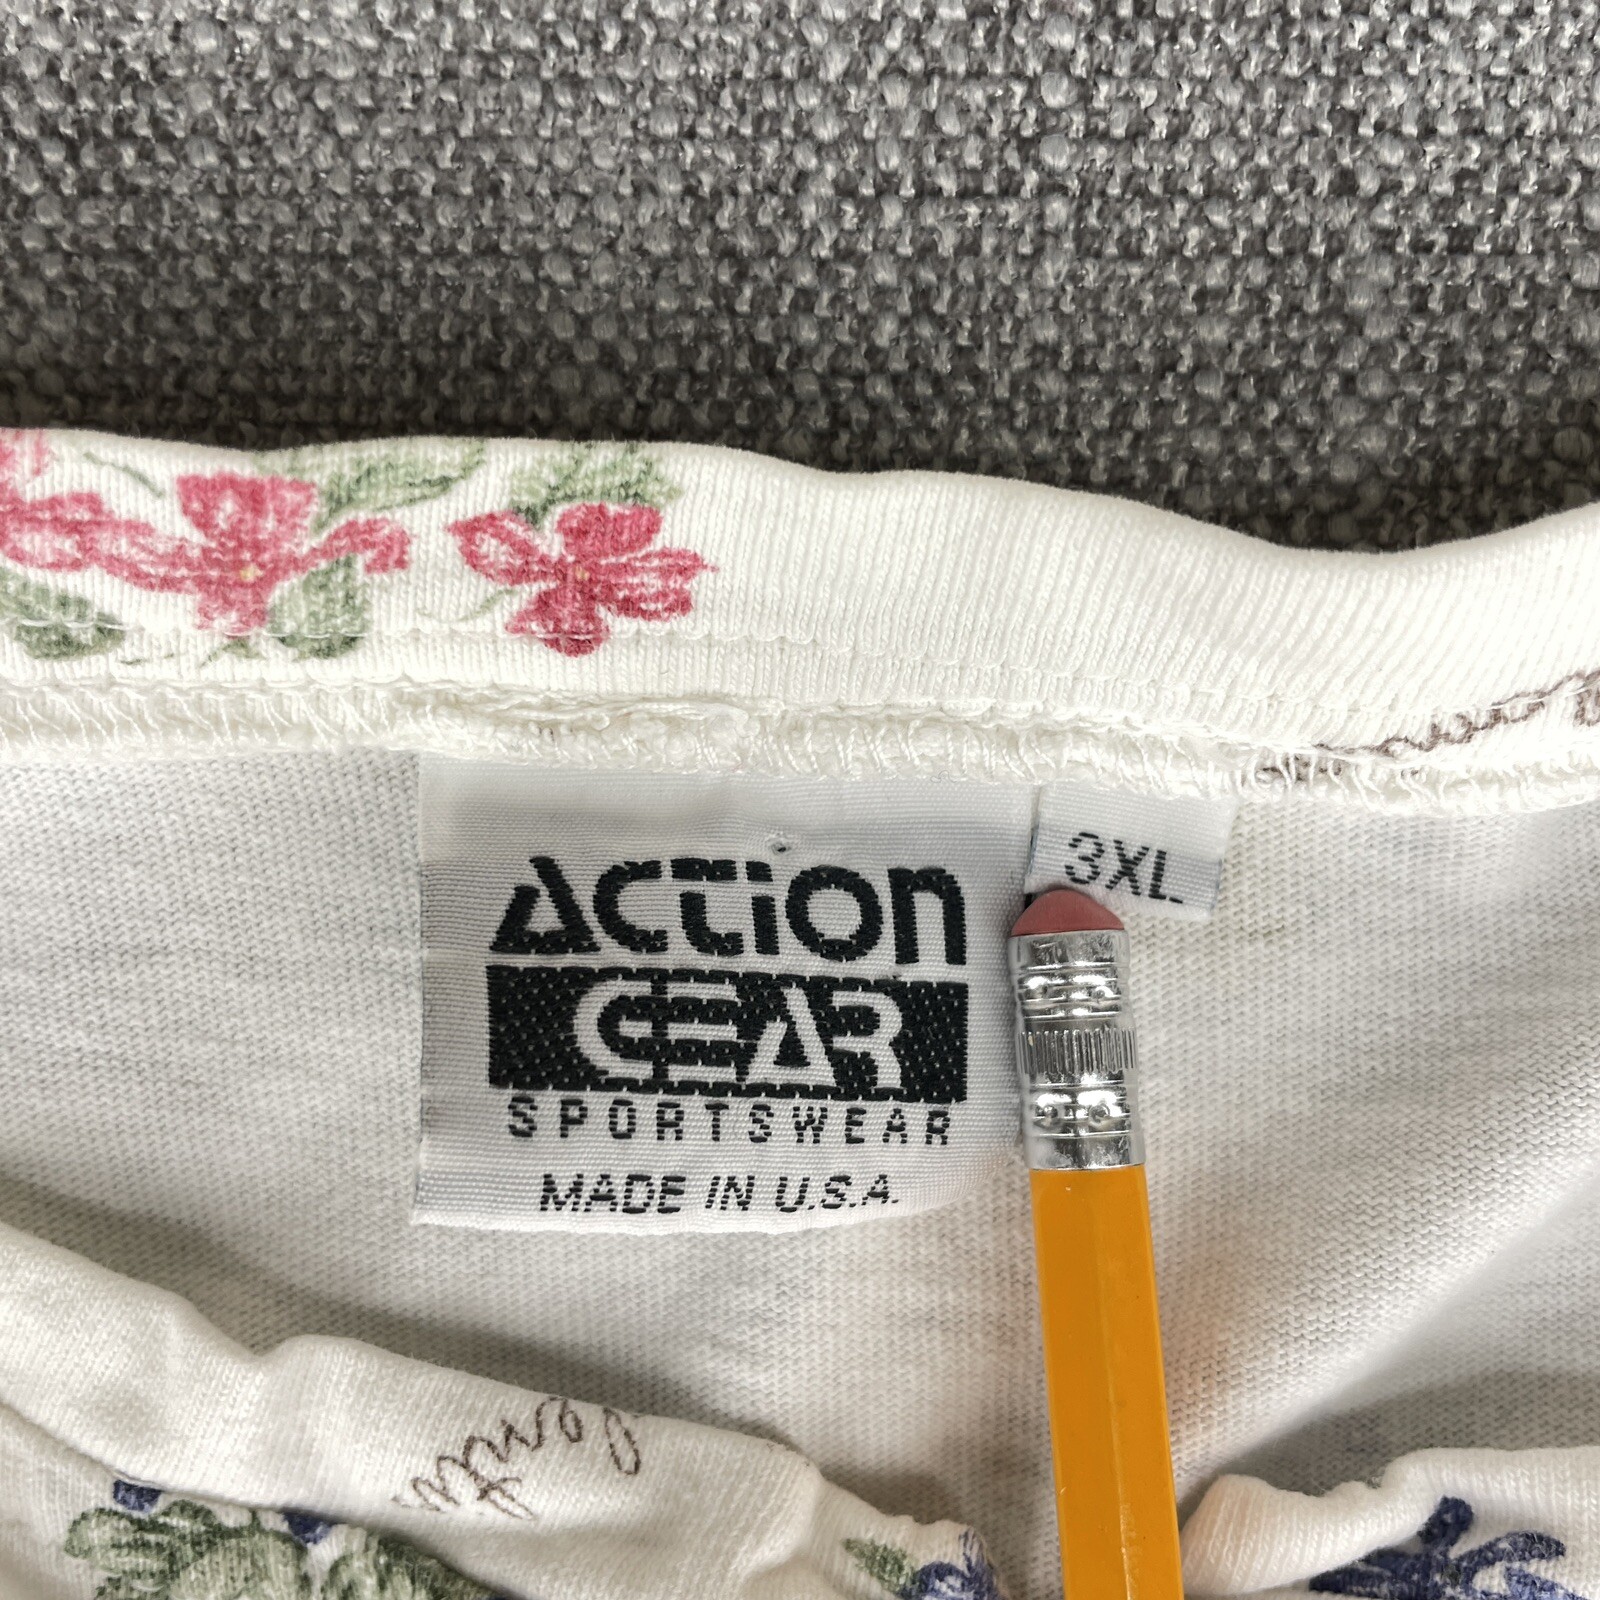 ACTION
GEAR
SPORTSWEAR
MADE IN U.S.A.
3XL